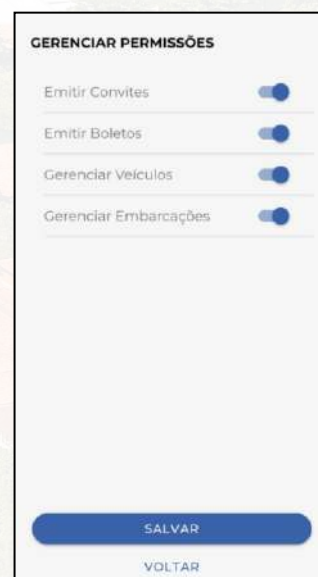 GERENCIAR PERMISSÕES
Emitir Convites
Emitir Boletos
Gerenciar Veículos
Gerenciar Embarcações
SALVAR
VOLTAR